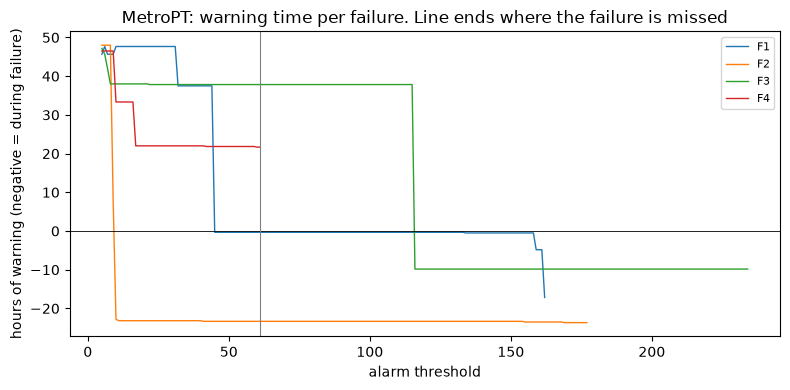 MetroPT: warning time per failure. Line ends where the failure is missed
hours of warning (negative = during failure)
50
40
30
20
10
0
−10
−20
F1
F2
F3
F4
0
50
100
150
200
alarm threshold